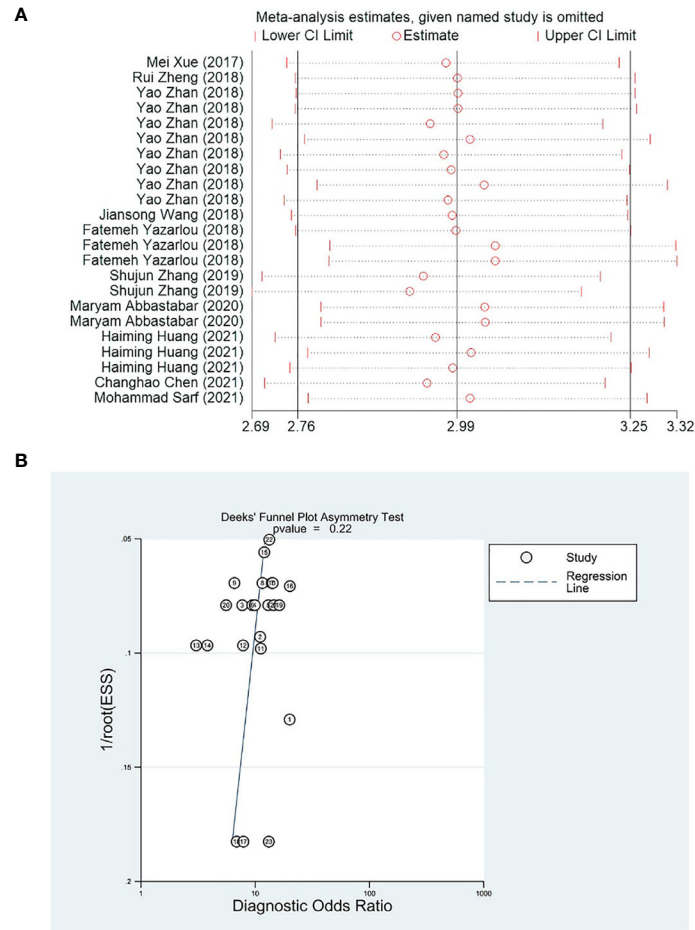 A
Meta-analysis estimates, given named study is omitted
Lower CI Limit Estimate Upper CI Limit
Mei Xue (2017)
Rui Zheng (2018)
Yao Zhan (2018)
Yao Zhan (2018)
Yao Zhan (2018)
Yao Zhan (2018)
Yao Zhan (2018)
Yao Zhan (2018)
Yao Zhan (2018)
Yao Zhan (2018)
Jiansong Wang (2018)
Fatemeh Yazarlou (2018)
Fatemeh Yazarlou (2018)
Fatemeh Yazarlou (2018)
Shujun Zhang (2019)
Shujun Zhang (2019)
Maryam Abbastabar (2020)
Maryam Abbastabar (2020)
Haiming Huang (2021)
Haiming Huang (2021)
Haiming Huang (2021)
Changhao Chen (2021)
Mohammad Sarf (2021)
2.69 2.76 2.99 3.25 3.32
B
Deeks' Funnel Plot Asymmetry Test
pvalue = 0.22
Study
Regression
Line
1/root(ESS)
.05
.1
.15
.2
22
15
9 8 16
20 3 19
2
13 14 12 11
1
17 23
1 10 100 1000
Diagnostic Odds Ratio